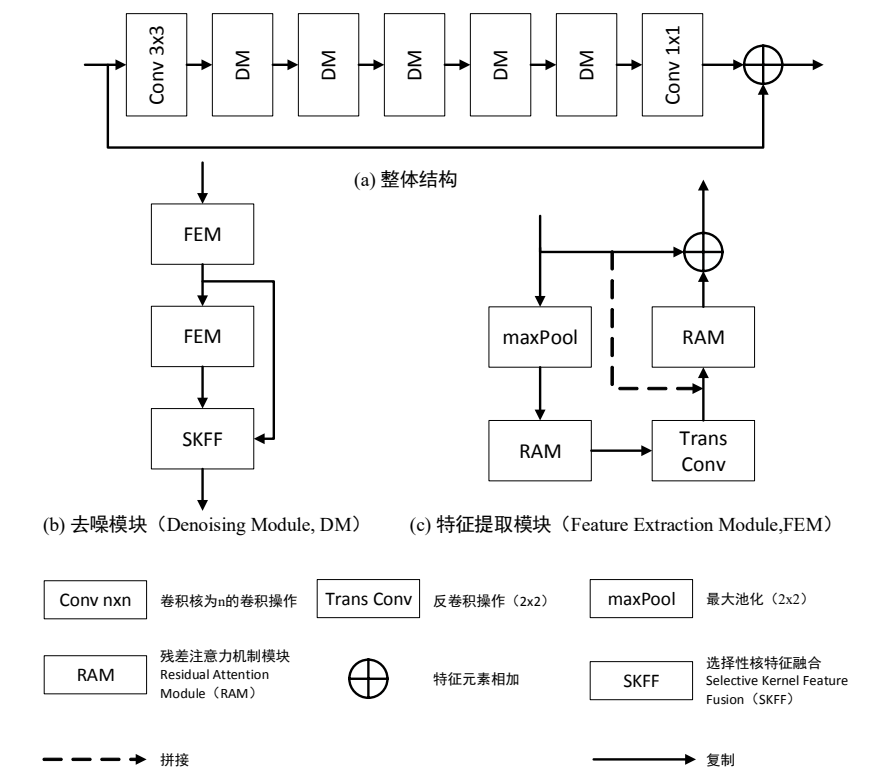 Conv 3x3
DM
DM
DM
DM
DM
Conv 1x1
(a) 整体结构
FEM
FEM
SKFF
(b) 去噪模块（Denoising Module, DM）
maxPool
RAM
RAM
Trans
Conv
(c) 特征提取模块（Feature Extraction Module,FEM）
Conv nxn
卷积核为n的卷积操作
Trans Conv
反卷积操作（2x2）
maxPool
最大池化（2x2）
RAM
残差注意力机制模块
Residual Attention
Module（RAM）
特征元素相加
SKFF
选择性核特征融合
Selective Kernel Feature
Fusion（SKFF）
拼接
复制